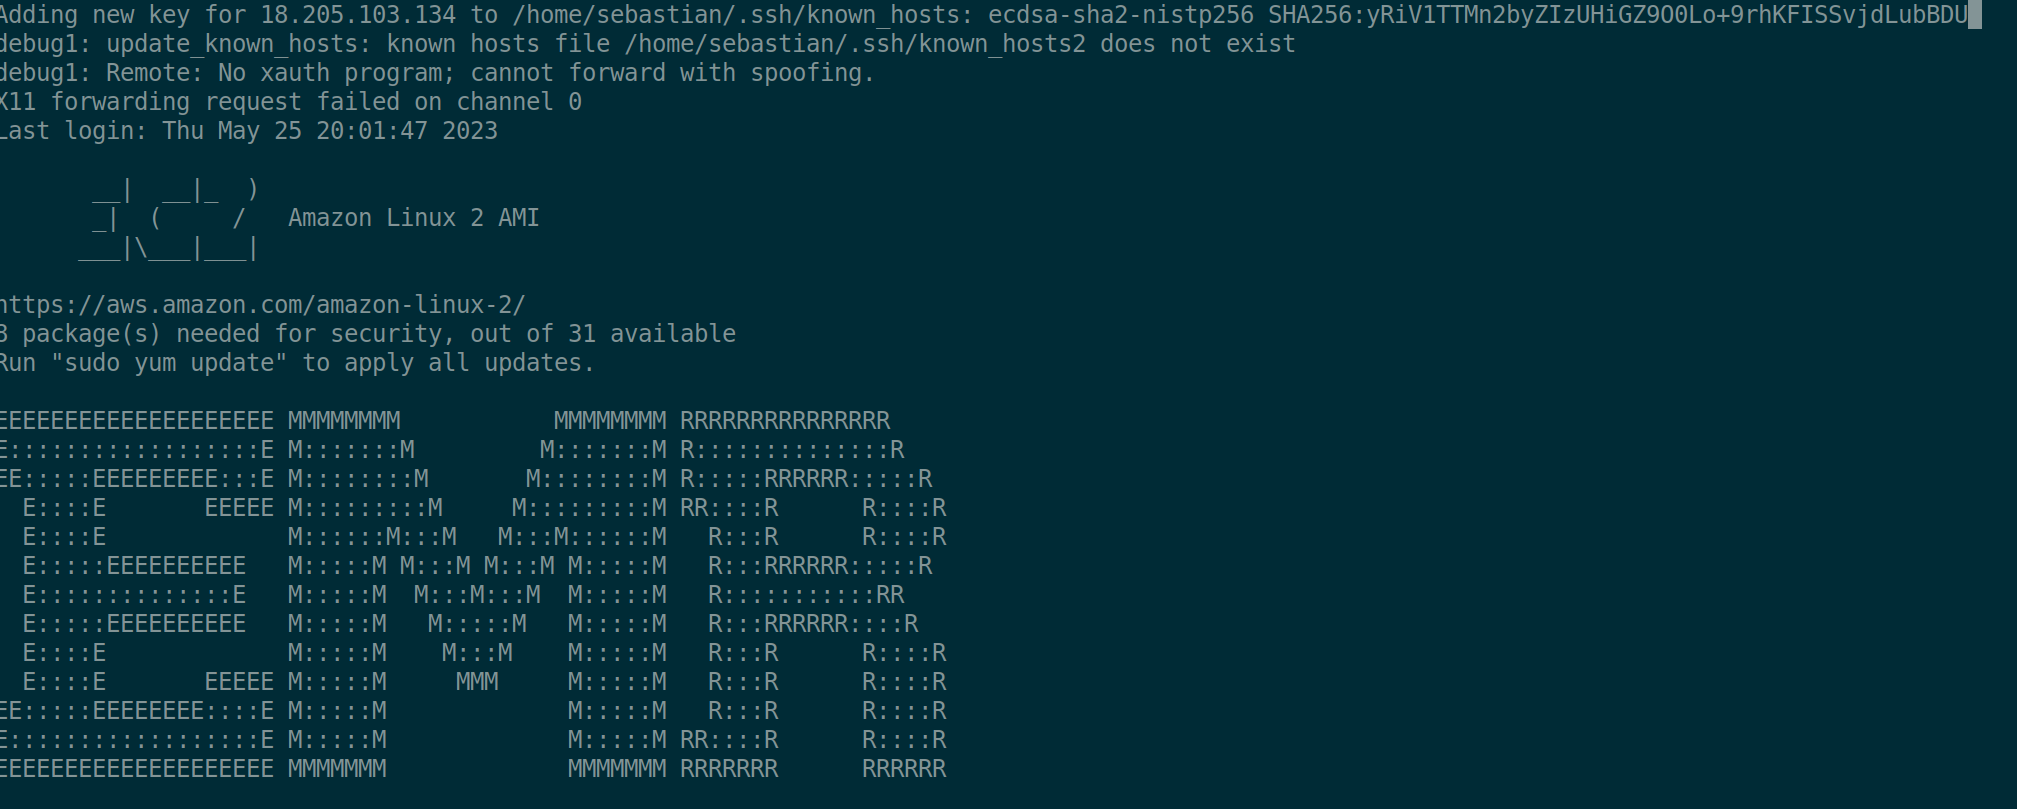 Adding new key for 18.205.103.134 to /home/sebastian/.ssh/known_hosts: ecdsa-sha2-nistp256 SHA256:yRiV1TTMn2byZIzUHiGZ9O0Lo+9rhKFISSvjdLubBDU
debug1: update_known_hosts: known hosts file /home/sebastian/.ssh/known_hosts2 does not exist
debug1: Remote: No xauth program; cannot forward with spoofing.
X11 forwarding request failed on channel 0
Last login: Thu May 25 20:01:47 2023

       __|  __|_  )
       _|  (     /   Amazon Linux 2 AMI
      ___|\___|___|

https://aws.amazon.com/amazon-linux-2/
3 package(s) needed for security, out of 31 available
Run "sudo yum update" to apply all updates.

EEEEEEEEEEEEEEEEEEEE MMMMMMMM           MMMMMMMM RRRRRRRRRRRRRRR
E::::::::::::::::::E M:::::::M         M:::::::M R::::::::::::::R
EE:::::EEEEEEEEE:::E M::::::::M       M::::::::M R:::::RRRRRR:::::R
  E::::E       EEEEE M:::::::::M     M:::::::::M RR::::R      R::::R
  E::::E             M::::::M:::M   M:::M::::::M   R:::R      R::::R
  E:::::EEEEEEEEEE   M:::::M M:::M M:::M M:::::M   R:::RRRRRR:::::R
  E::::::::::::::E   M:::::M  M:::M:::M  M:::::M   R:::::::::::RR
  E:::::EEEEEEEEEE   M:::::M   M:::::M   M:::::M   R:::RRRRRR::::R
  E::::E             M:::::M    M:::M    M:::::M   R:::R      R::::R
  E::::E       EEEEE M:::::M     MMM     M:::::M   R:::R      R::::R
EE:::::EEEEEEEE::::E M:::::M             M:::::M   R:::R      R::::R
E::::::::::::::::::E M:::::M             M:::::M RR::::R      R::::R
EEEEEEEEEEEEEEEEEEEE MMMMMMM             MMMMMMM RRRRRRR      RRRRRR